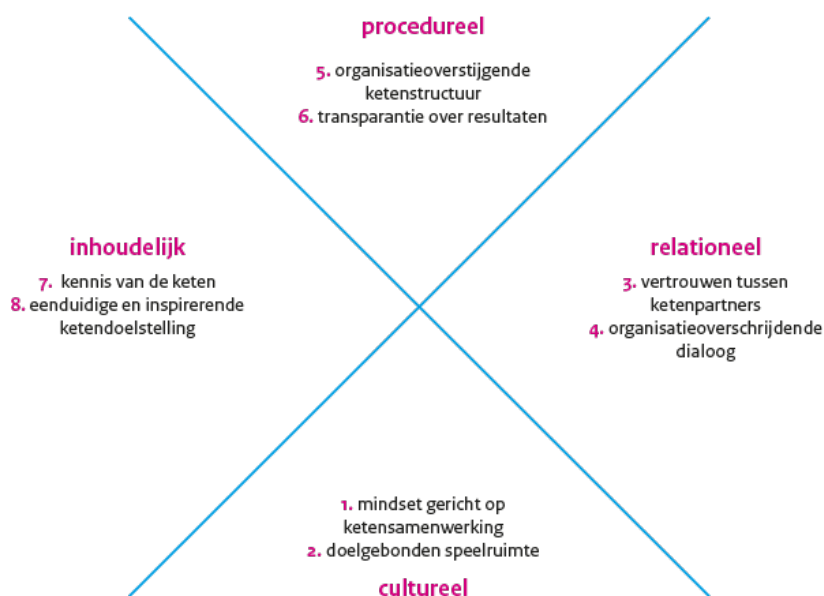 procedureel
5. organisatieoverstijgende
ketenstructuur
6. transparantie over resultaten
inhoudelijk
7. kennis van de keten
8. eenduidige en inspirerende
ketendoelstelling
relationeel
3. vertrouwen tussen
ketenpartners
4. organisatieoverschrijdende
dialoog
1. mindset gericht op
ketensamenwerking
2. doelgebonden speelruimte
cultureel